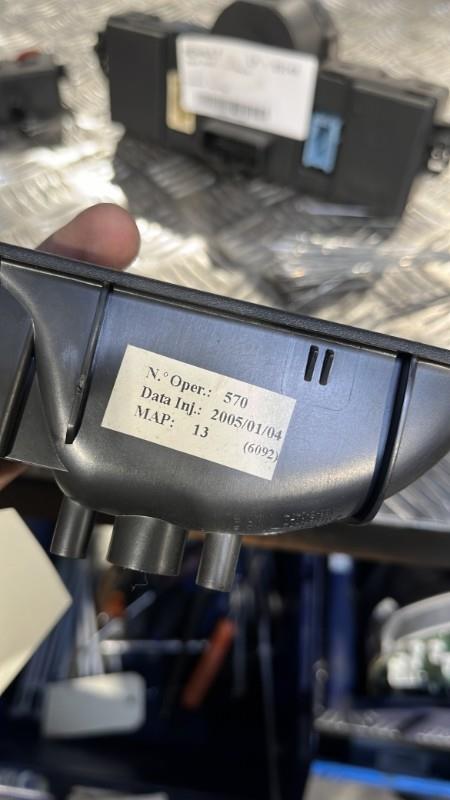 N.° Oper.: 570
Data Inj.: 2005/01/04
MAP: 13
(6092)